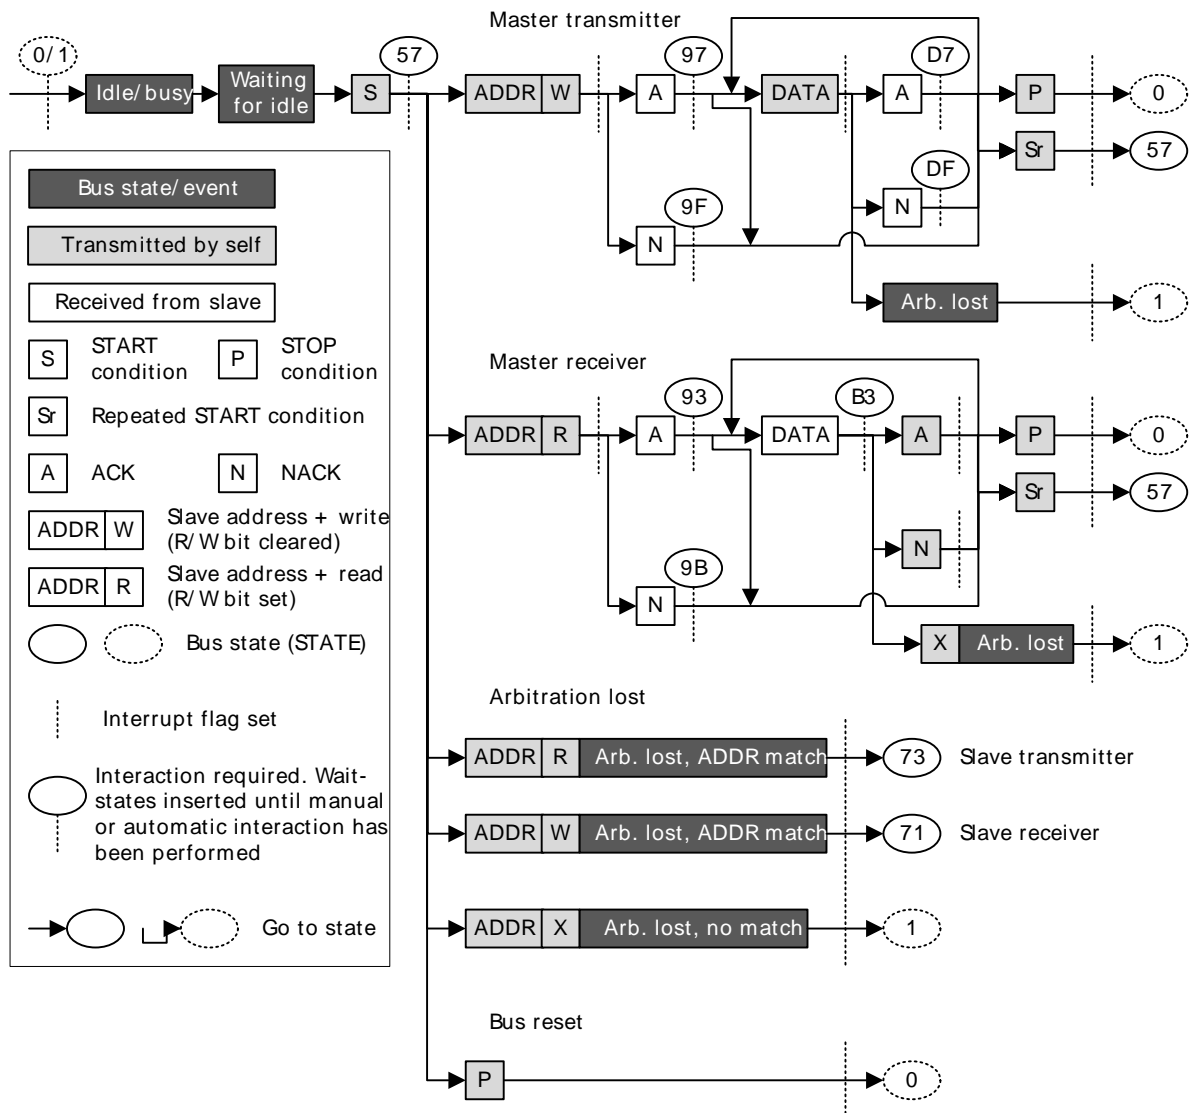 Master transmitter
0/1
57
97
D7
Idle/busy
Waiting
for idle
S
ADDR W
A
DATA
A
P
0
Sr
57
DF
N
9F
N
Arb. lost
1
Bus state/event
Transmitted by self
Received from slave
S
START
condition
P
STOP
condition
Sr
Repeated START condition
A
ACK
N
NACK
ADDR W
Slave address + write
(R/W bit cleared)
ADDR R
Slave address + read
(R/W bit set)
Bus state (STATE)
Interrupt flag set
Interaction required. Wait-
states inserted until manual
or automatic interaction has
been performed
Go to state
Master receiver
93
B3
ADDR R
A
DATA
A
P
0
Sr
57
N
9B
N
X Arb. lost
1
Arbitration lost
ADDR R Arb. lost, ADDR match
73
Slave transmitter
ADDR W Arb. lost, ADDR match
71
Slave receiver
ADDR X Arb. lost, no match
1
Bus reset
P
0